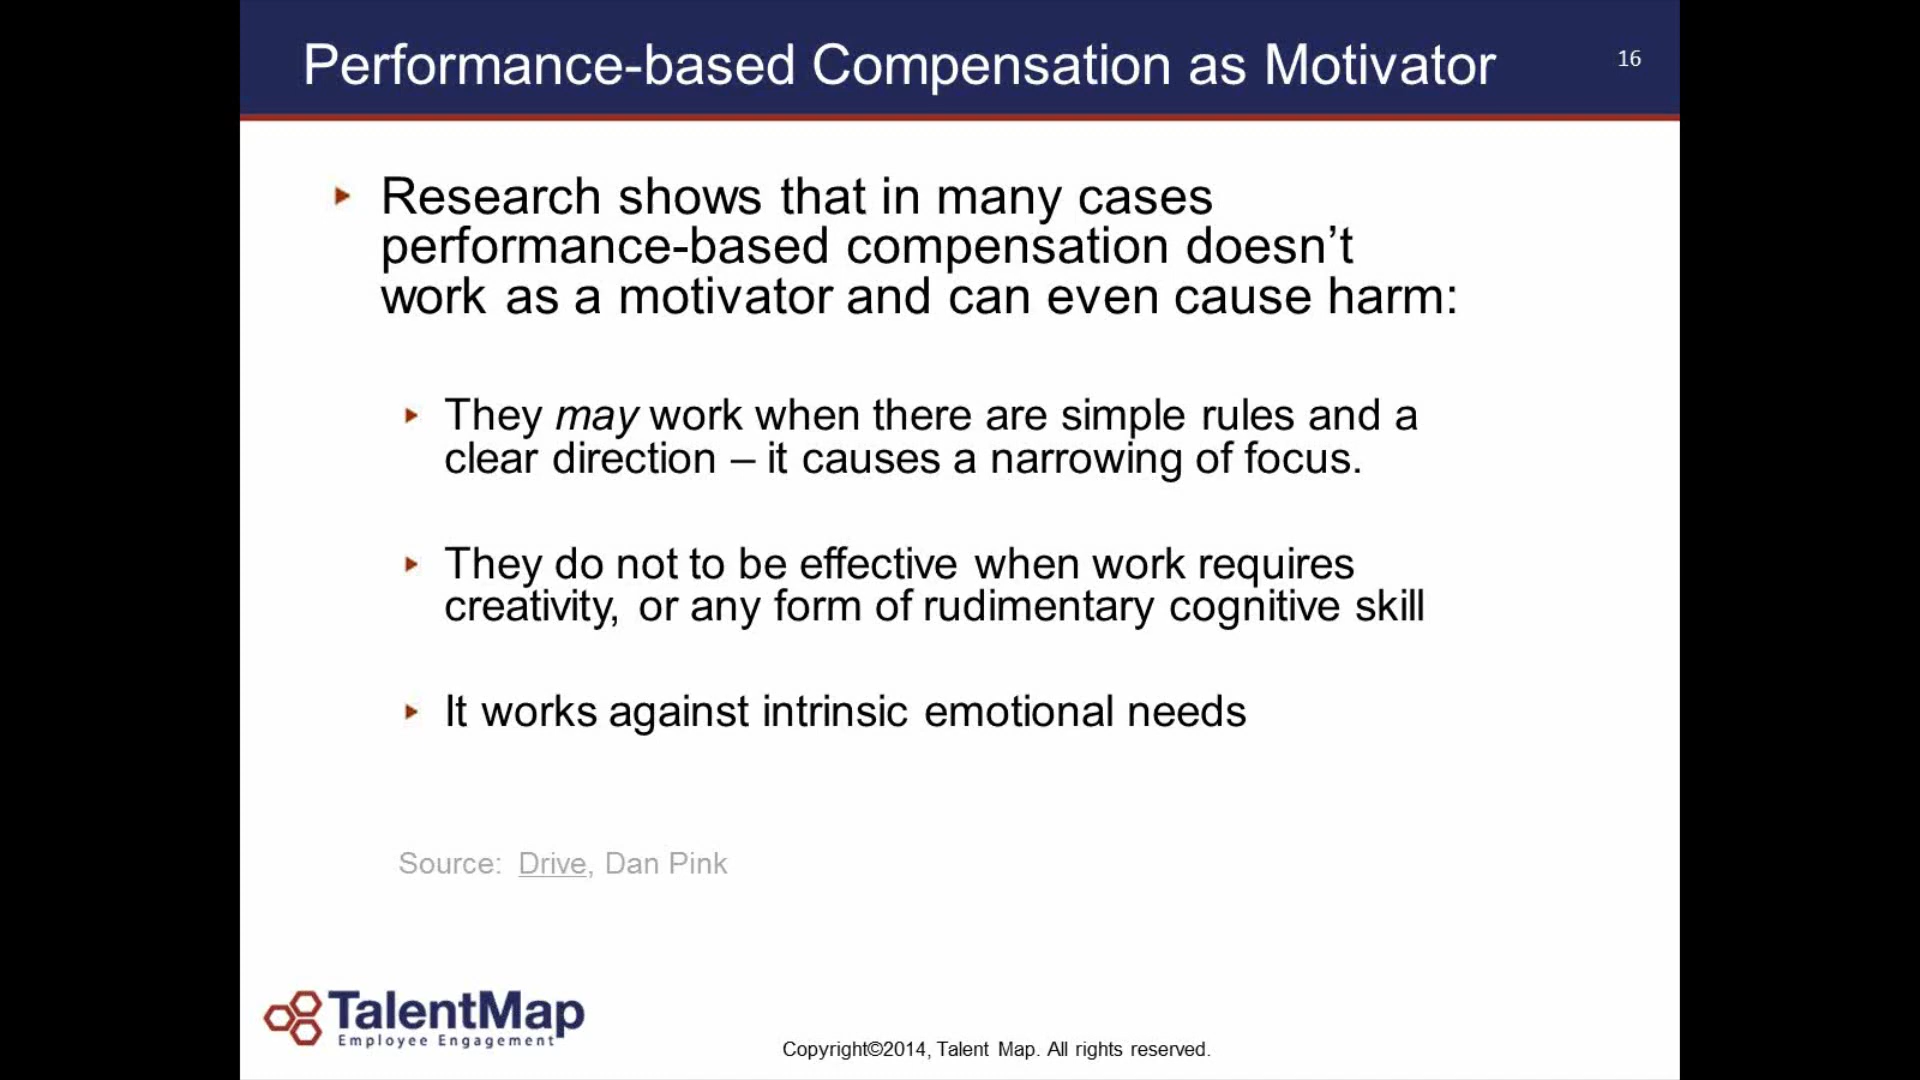 Performance-based Compensation as Motivator
16
Research shows that in many cases
performance-based compensation doesn’t
work as a motivator and can even cause harm:
They may work when there are simple rules and a
clear direction – it causes a narrowing of focus.
They do not to be effective when work requires
creativity, or any form of rudimentary cognitive skill
It works against intrinsic emotional needs
Source: Drive, Dan Pink
TalentMap
Employee Engagement
Copyright©2014, Talent Map. All rights reserved.